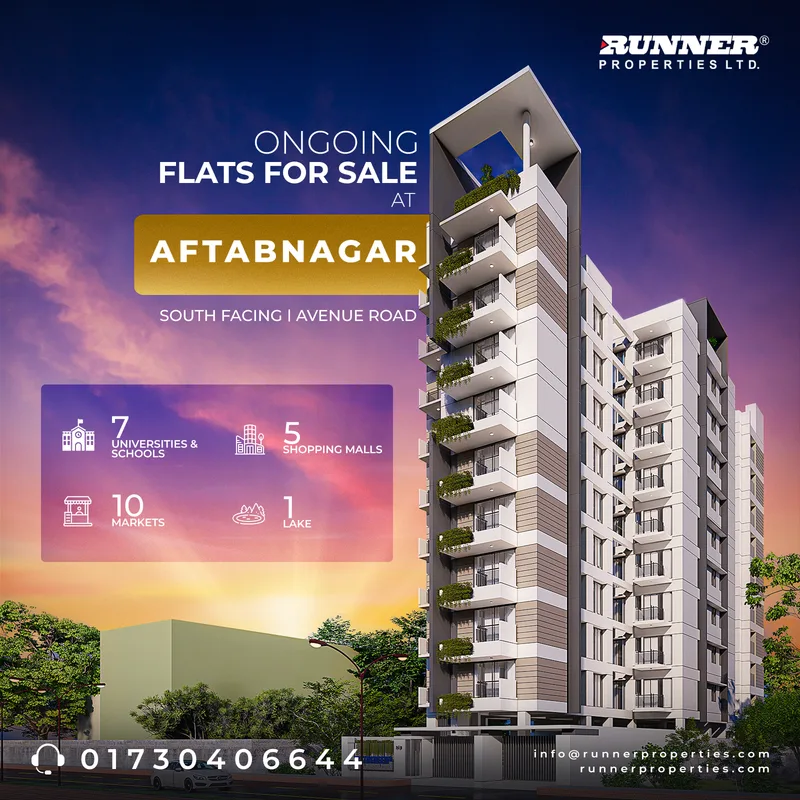 RUNNER®
PROPERTIES LTD.
ONGOING
FLATS FOR SALE
AT
AFTABNAGAR
SOUTH FACING | AVENUE ROAD
7
UNIVERSITIES &
SCHOOLS
5
SHOPPING MALLS
10
MARKETS
1
LAKE
01730406644
info@runnerproperties.com
runnerproperties.com